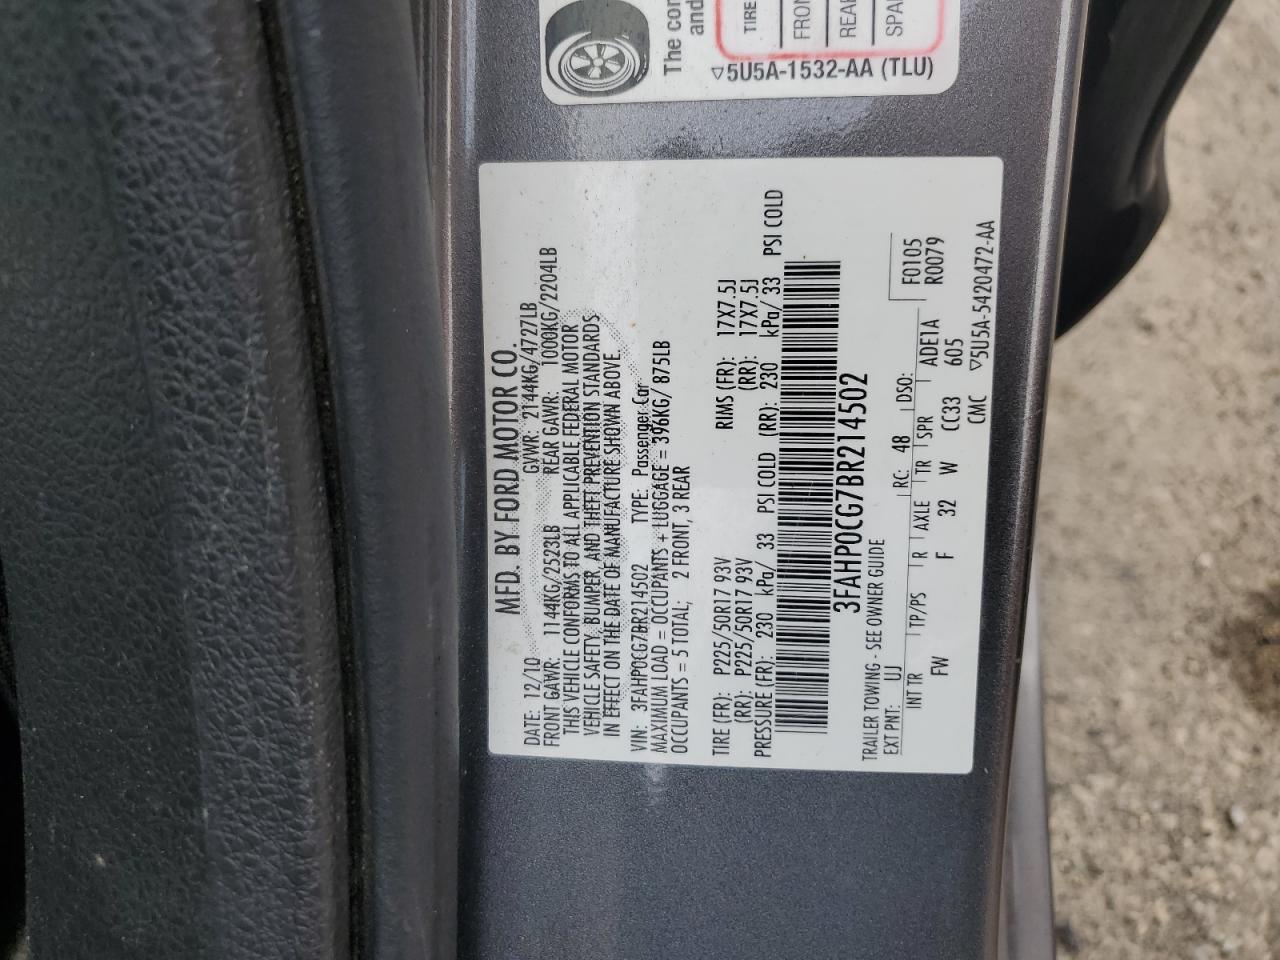 The con
and
TIRE
FRON
REAR
SPAR
▽5U5A-1532-AA (TLU)
MFD. BY FORD MOTOR CO.
DATE: 12/10 GVWR: 2144KG/4727LB
FRONT GAWR: 1144KG/2523LB REAR GAWR: 1000KG/2204LB
THIS VEHICLE CONFORMS TO ALL APPLICABLE FEDERAL MOTOR
VEHICLE SAFETY, BUMPER, AND THEFT PREVENTION STANDARDS
IN EFFECT ON THE DATE OF MANUFACTURE SHOWN ABOVE.
VIN: 3FAHP0CG7BR214502 TYPE: Passenger Car
MAXIMUM LOAD = OCCUPANTS + LUGGAGE = 396KG/ 875LB
OCCUPANTS = 5 TOTAL, 2 FRONT, 3 REAR
TIRE (FR): P225/50R17 93V RIMS (FR): 17X7.5J
(RR): P225/50R17 93V (RR): 17X7.5J
PRESSURE (FR): 230 kPa/ 33 PSI COLD (RR): 230 kPa/ 33 PSI COLD
3FAHP0CG7BR214502
TRAILER TOWING - SEE OWNER GUIDE
EXT PNT: UJ RC: 48 DSO: F0105
R0079
INT TR TP/PS R AXLE TR SPR ADE1A
FW F 32 W CC33 605
CMC ▽5U5A-5420472-AA